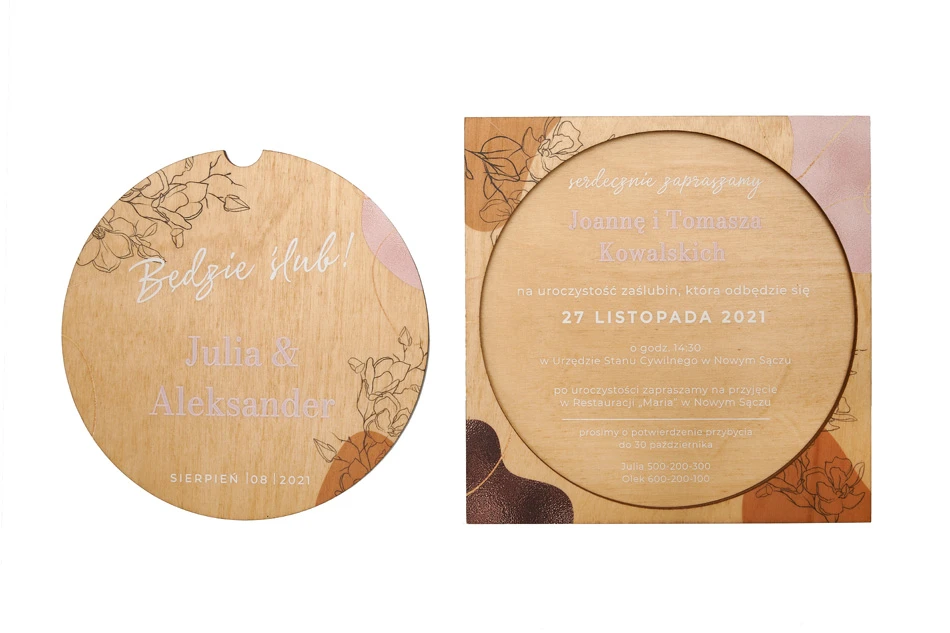 Będzie ślub!
Julia &
Aleksander
SIERPIEŃ |08|2021
serdecznie zapraszamy
Joannę i Tomasza
Kowalskich
na uroczystość zaślubin, która odbędzie się
27 LISTOPADA 2021
o godz. 14:30
w Urzędzie Stanu Cywilnego w Nowym Sączu
po uroczystości zapraszamy na przyjęcie
w Restauracji „Maria" w Nowym Sączu
prosimy o potwierdzenie przybycia
do 30 października
Julia 500-200-300
Olek 600-200-100